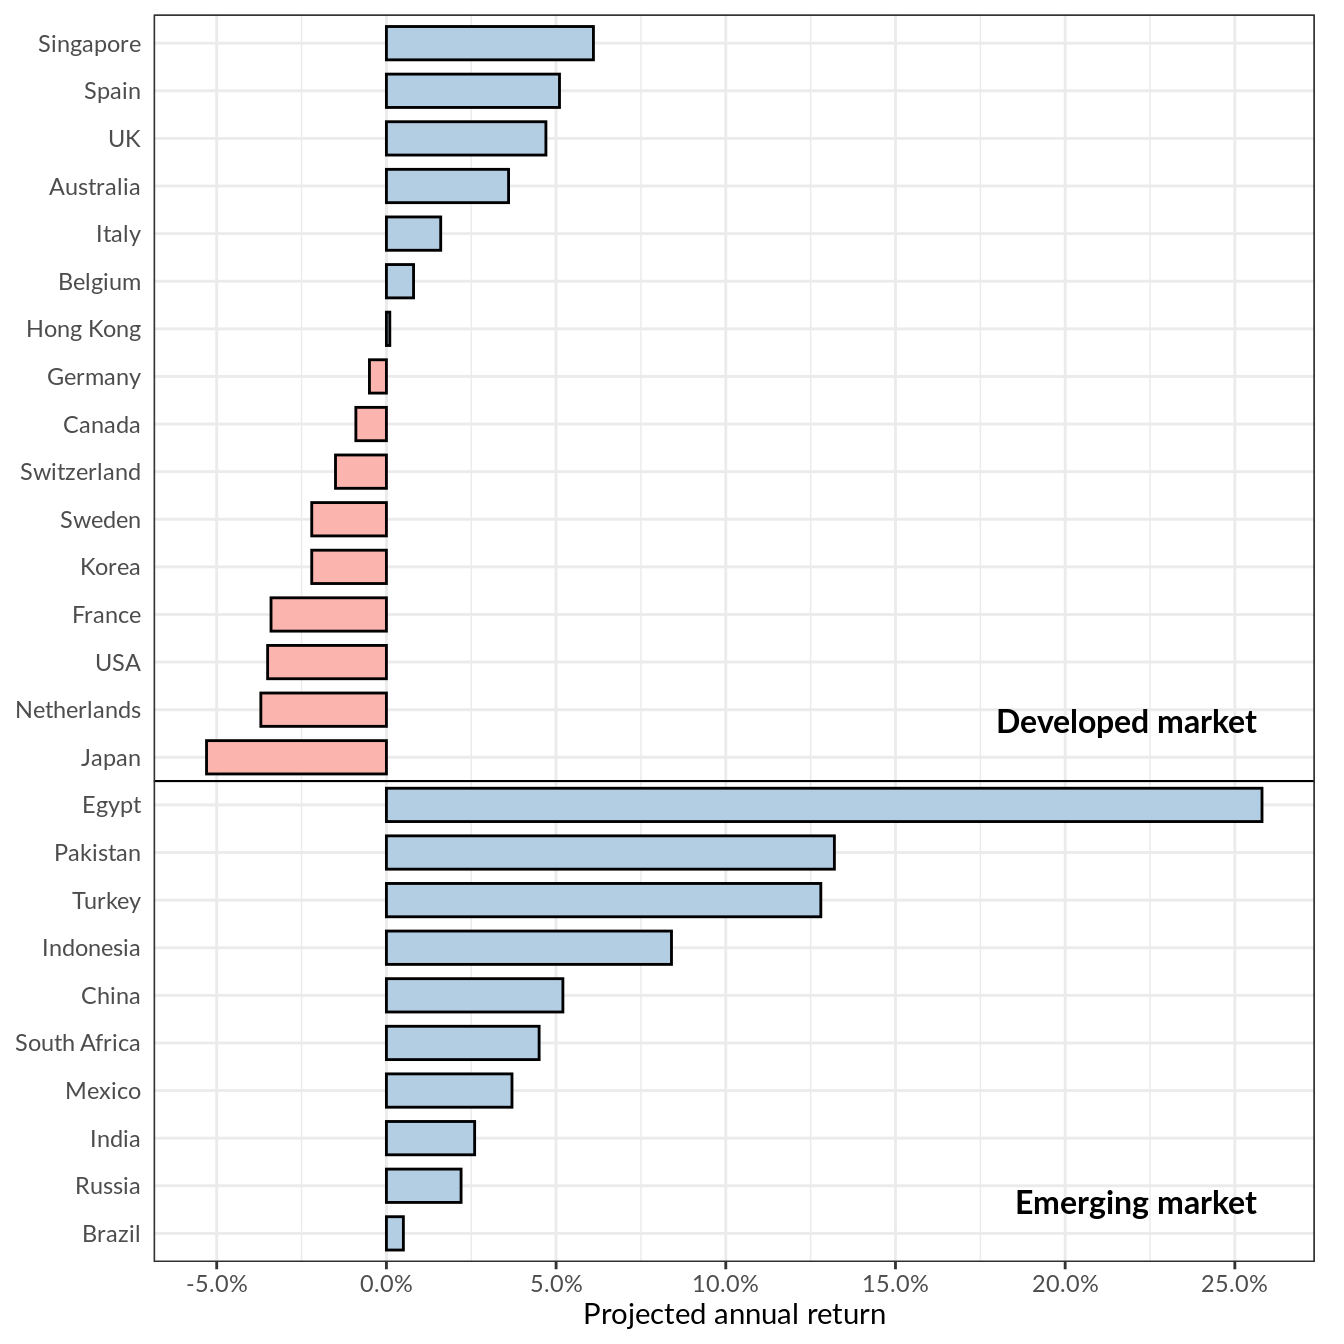 Singapore
Spain
UK
Australia
Italy
Belgium
Hong Kong
Germany
Canada
Switzerland
Sweden
Korea
France
USA
Netherlands
Developed market
Japan
Egypt
Pakistan
Turkey
Indonesia
China
South Africa
Mexico
India
Russia
Emerging market
Brazil
-5.0% 0.0% 5.0% 10.0% 15.0% 20.0% 25.0%
Projected annual return